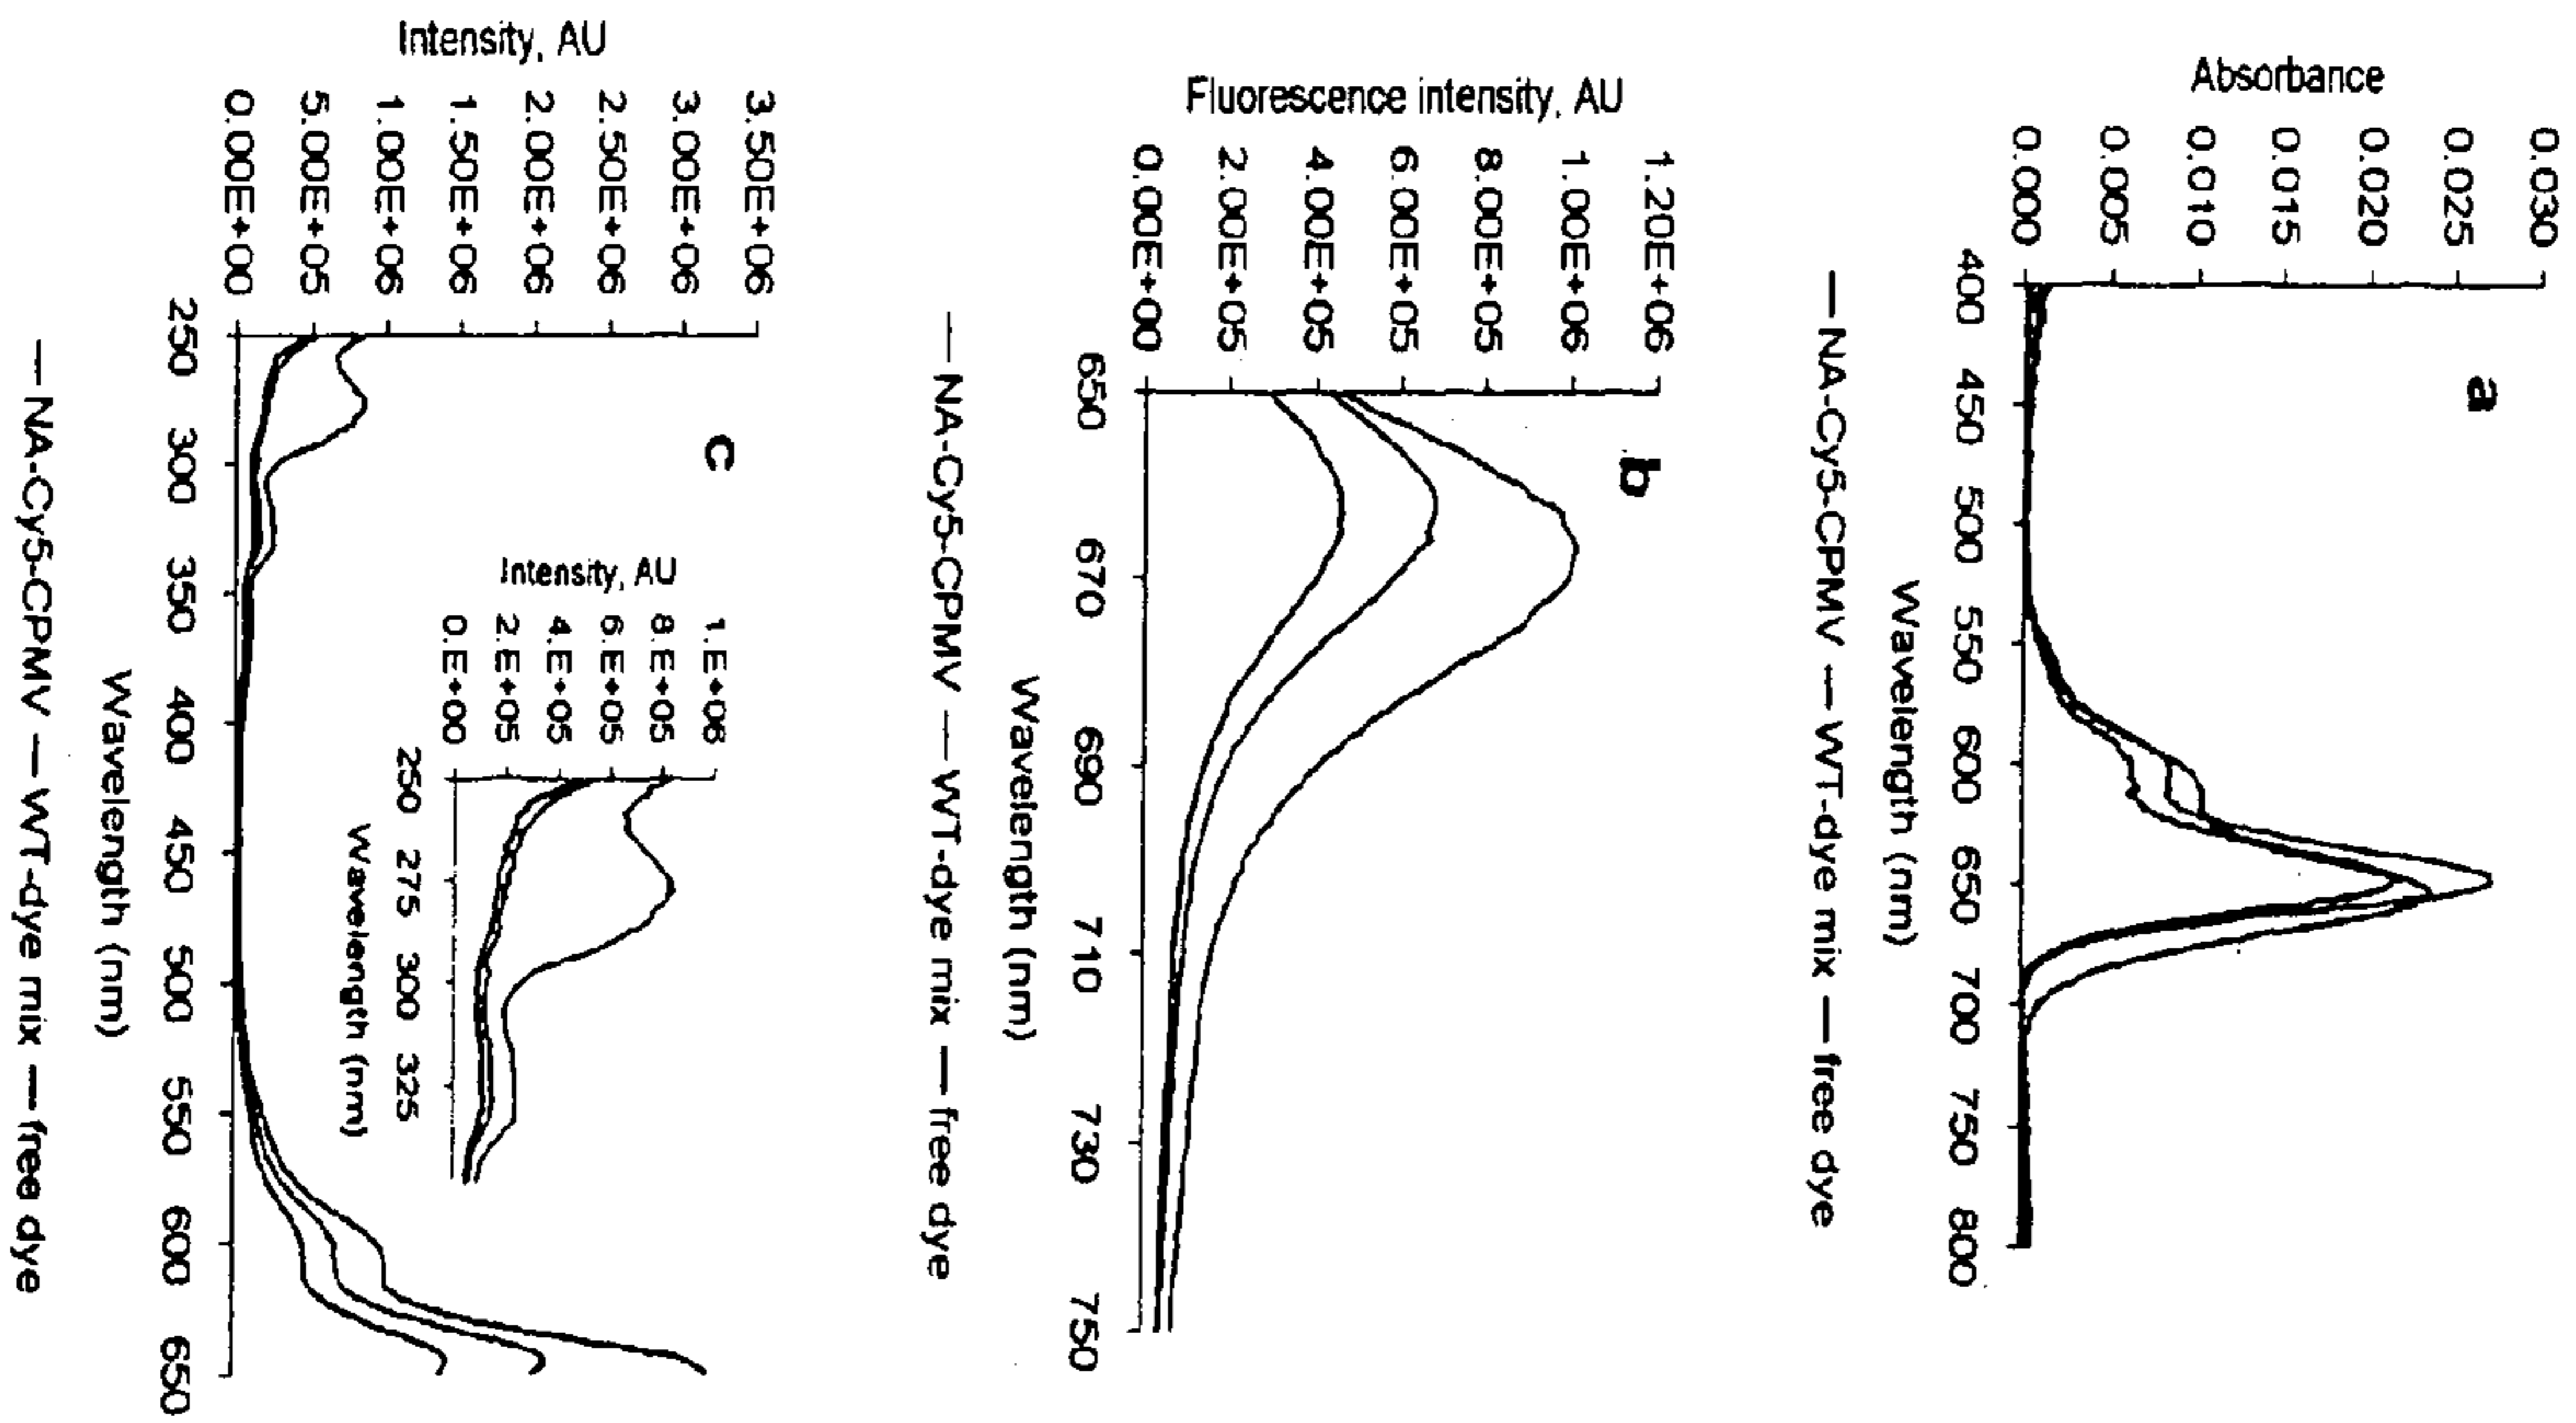 a
Absorbance
0.030
0.025
0.020
0.015
0.010
0.005
0.000
400 450 500 550 600 650 700 750 800
Wavelength (nm)
— NA-Cy5-CPMV — WT-dye mix — free dye
b
Fluorescence intensity, AU
1.20E+06
1.00E+06
8.00E+05
6.00E+05
4.00E+05
2.00E+05
0.00E+00
650 670 690 710 730 750
Wavelength (nm)
— NA-Cy5-CPMV — WT-dye mix — free dye
c
Intensity, AU
3.50E+06
3.00E+06
2.50E+06
2.00E+06
1.50E+06
1.00E+06
5.00E+05
0.00E+00
Intensity, AU
1.E+06
8.E+05
6.E+05
4.E+05
2.E+05
0.E+00
250 275 300 325
Wavelength (nm)
250 300 350 400 450 500 550 600 650
Wavelength (nm)
— NA-Cy5-CPMV — WT-dye mix — free dye